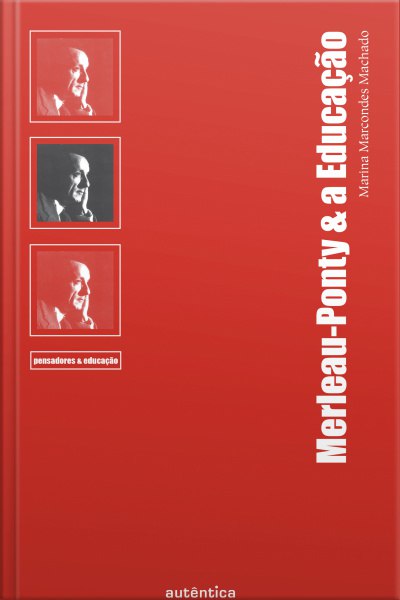 Merleau-Ponty & a Educação
Marina Marcondes Machado
pensadores & educação
autêntica